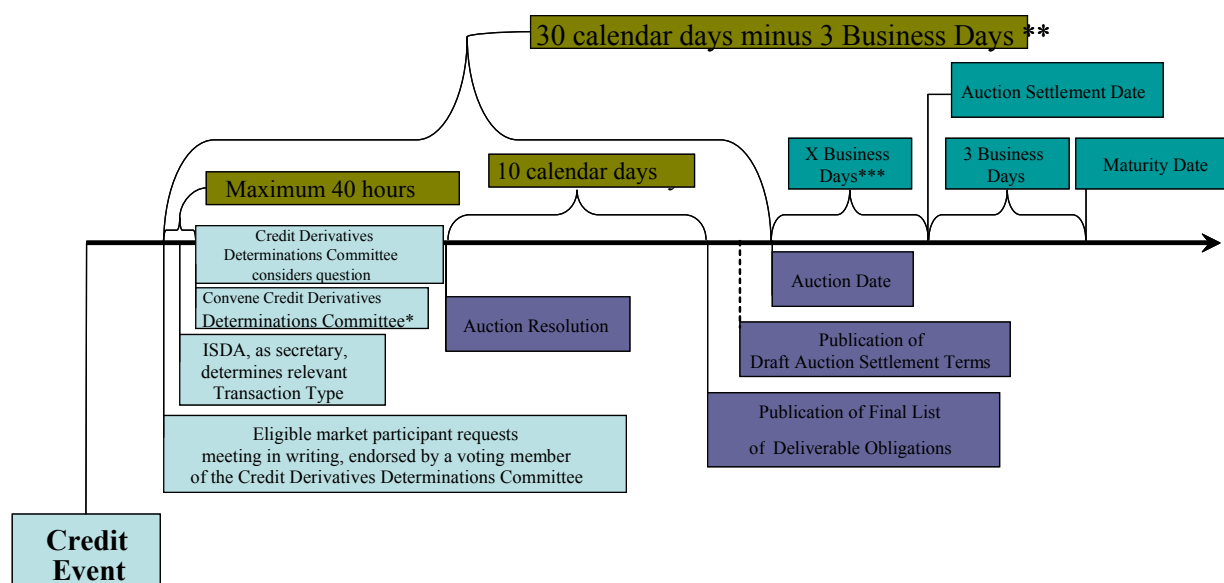 30 calendar days minus 3 Business Days **
Auction Settlement Date
X Business
Days***
3 Business
Days
Maturity Date
10 calendar days
Maximum 40 hours
Credit Derivatives
Determinations Committee
considers question
Convene Credit Derivatives
Determinations Committee*
Auction Resolution
Auction Date
ISDA, as secretary,
determines relevant
Transaction Type
Publication of
Draft Auction Settlement Terms
Eligible market participant requests
meeting in writing, endorsed by a voting member
of the Credit Derivatives Determinations Committee
Publication of Final List
of Deliverable Obligations
Credit
Event